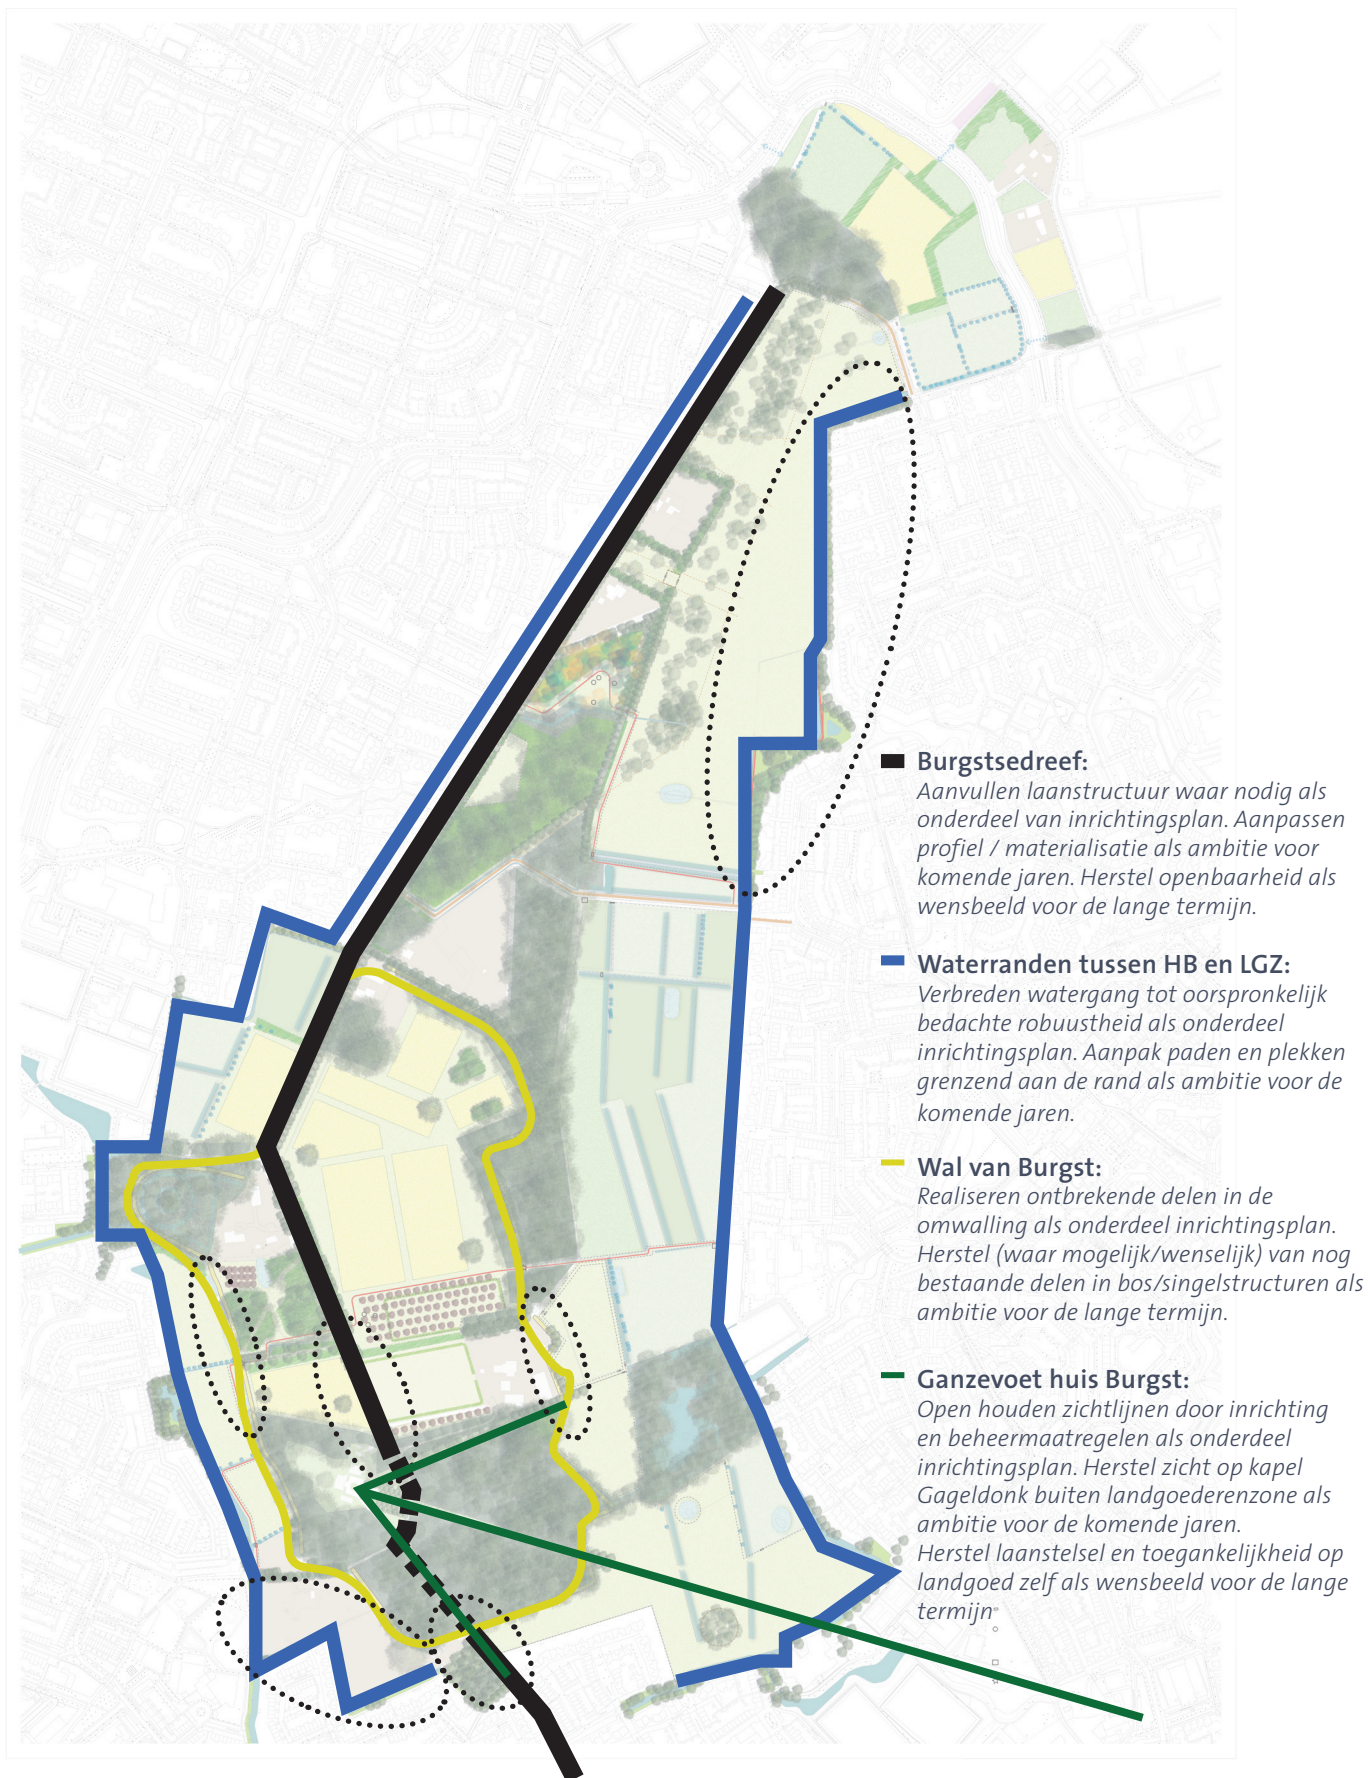 Burgstsedreef:
Aanvullen laanstructuur waar nodig als
onderdeel van inrichtingsplan. Aanpassen
profiel / materialisatie als ambitie voor
komende jaren. Herstel openbaarheid als
wensbeeld voor de lange termijn.
Waterranden tussen HB en LGZ:
Verbreden watergang tot oorspronkelijk
bedachte robuustheid als onderdeel
inrichtingsplan. Aanpak paden en plekken
grenzend aan de rand als ambitie voor de
komende jaren.
Wal van Burgst:
Realiseren ontbrekende delen in de
omwalling als onderdeel inrichtingsplan.
Herstel (waar mogelijk/wenselijk) van nog
bestaande delen in bos/singelstructuren als
ambitie voor de lange termijn.
Ganzevoet huis Burgst:
Open houden zichtlijnen door inrichting
en beheermaatregelen als onderdeel
inrichtingsplan. Herstel zicht op kapel
Gageldonk buiten landgoederenzone als
ambitie voor de komende jaren.
Herstel laanstelsel en toegankelijkheid op
landgoed zelf als wensbeeld voor de lange
termijn